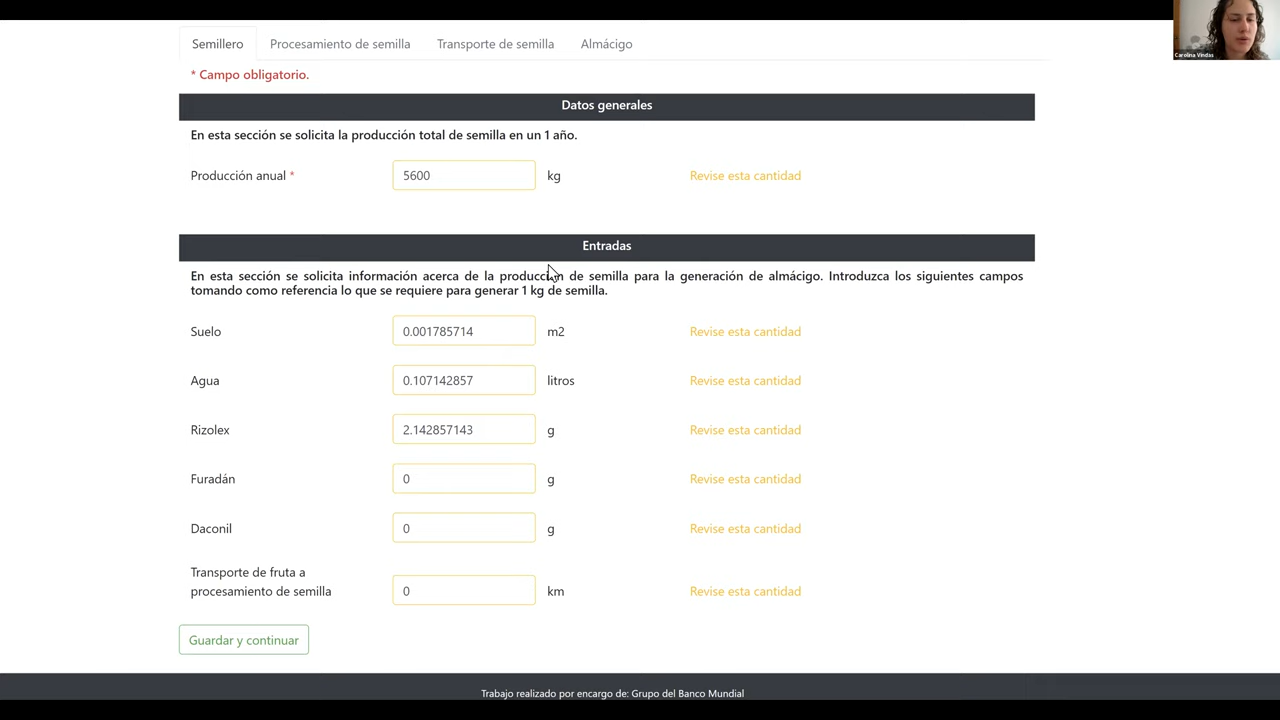 Semillero Procesamiento de semilla Transporte de semilla Almácigo
* Campo obligatorio.
Datos generales
En esta sección se solicita la producción total de semilla en un 1 año.
Producción anual * 5600 kg Revise esta cantidad
Entradas
En esta sección se solicita información acerca de la producción de semilla para la generación de almácigo. Introduzca los siguientes campos
tomando como referencia lo que se requiere para generar 1 kg de semilla.
Suelo 0.001785714 m2 Revise esta cantidad
Agua 0.107142857 litros Revise esta cantidad
Rizolex 2.142857143 g Revise esta cantidad
Furadán 0 g Revise esta cantidad
Daconil 0 g Revise esta cantidad
Transporte de fruta a
procesamiento de semilla 0 km Revise esta cantidad
Guardar y continuar
Trabajo realizado por encargo de: Grupo del Banco Mundial
Carolina Vindas